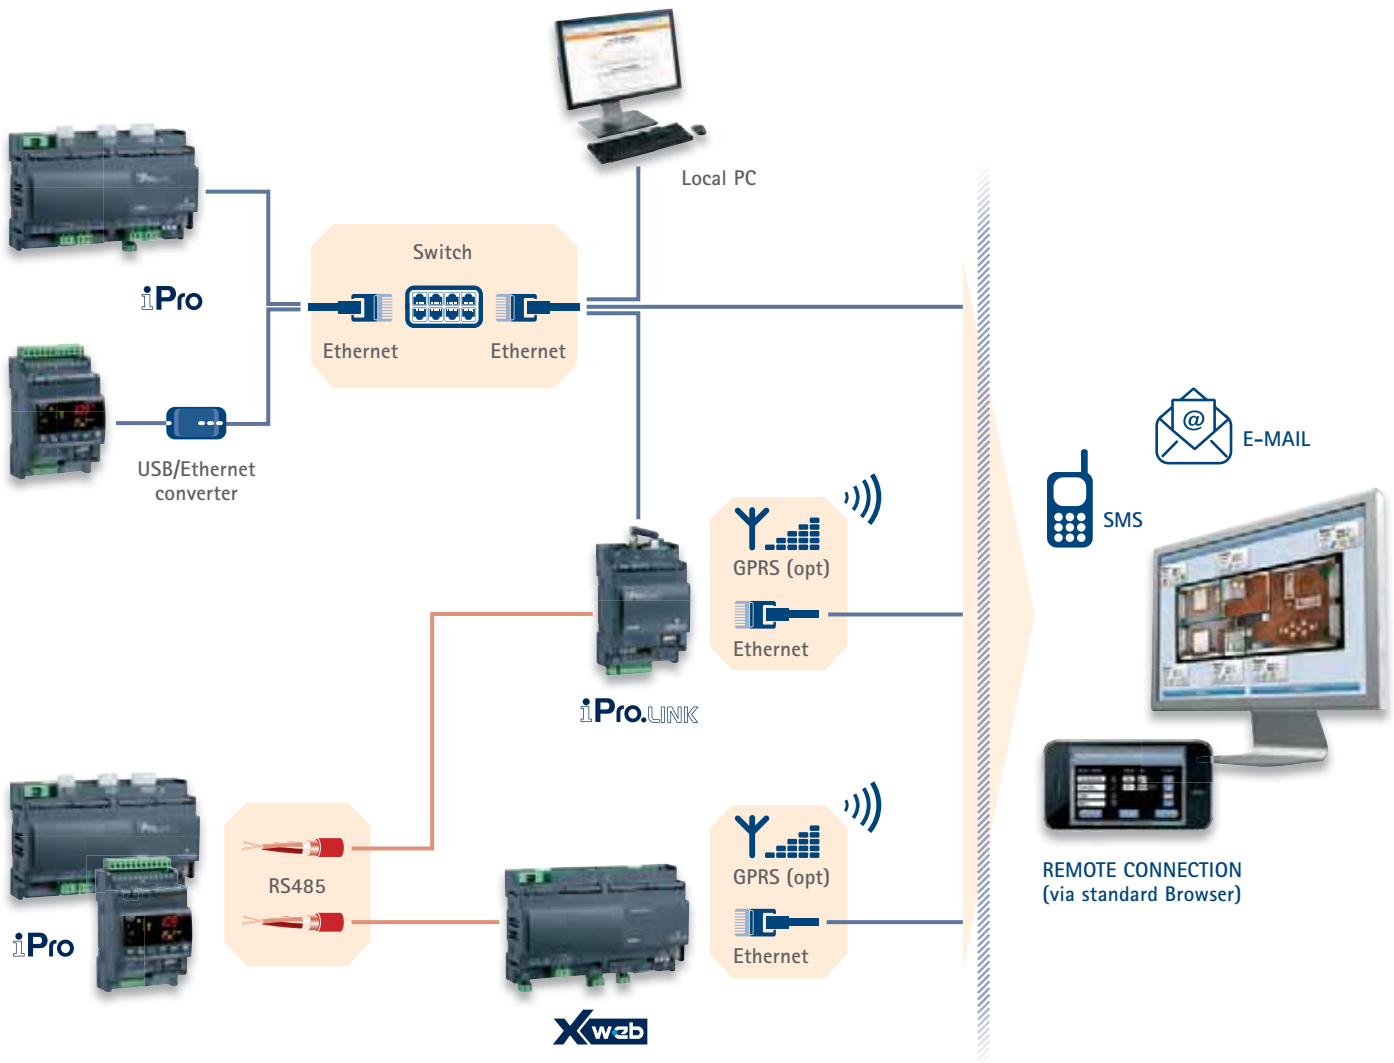 Local PC
Switch
iPro
Ethernet
Ethernet
USB/Ethernet
converter
@
E-MAIL
SMS
GPRS (opt)
Ethernet
iPro.LINK
RS485
GPRS (opt)
Ethernet
iPro
Xweb
REMOTE CONNECTION
(via standard Browser)